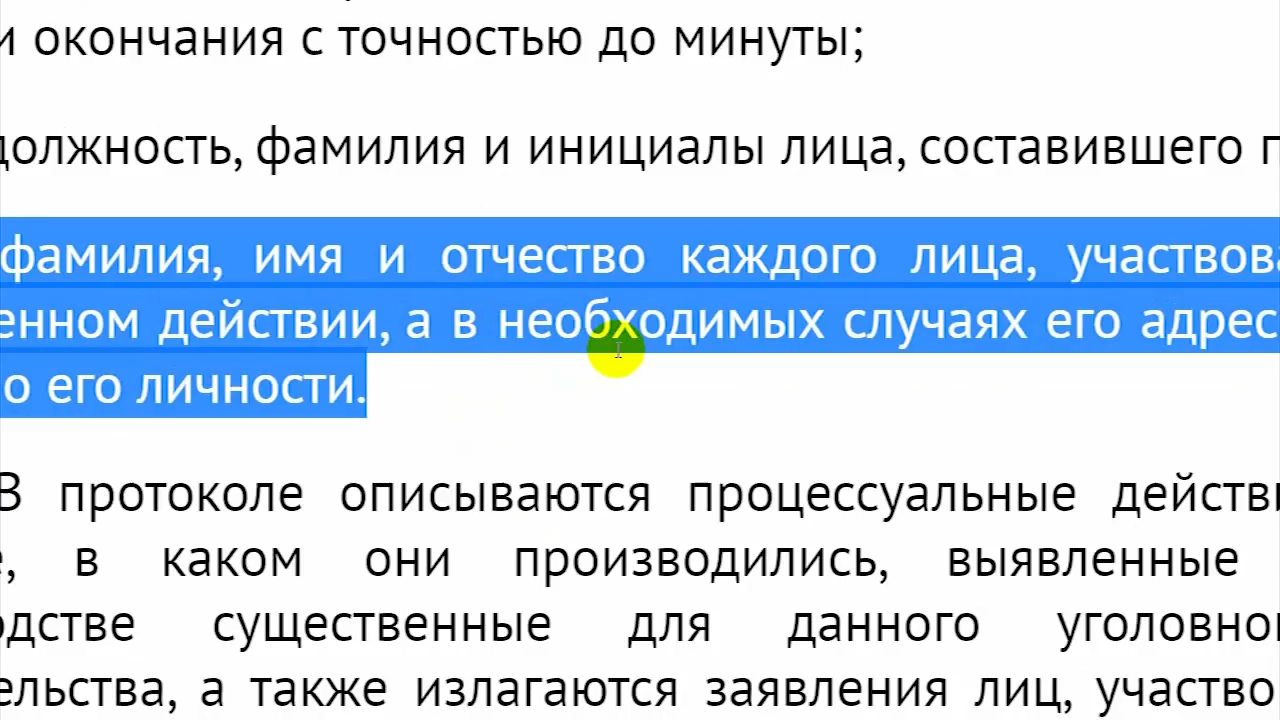 и окончания с точностью до минуты;
должность, фамилия и инициалы лица, составившего
фамилия, имя и отчество каждого лица, участвова
енном действии, а в необходимых случаях его адрес
о его личности.
В протоколе описываются процессуальные действи
е, в каком они производились, выявленные
одстве существенные для данного уголовно
ельства, а также излагаются заявления лиц, участво